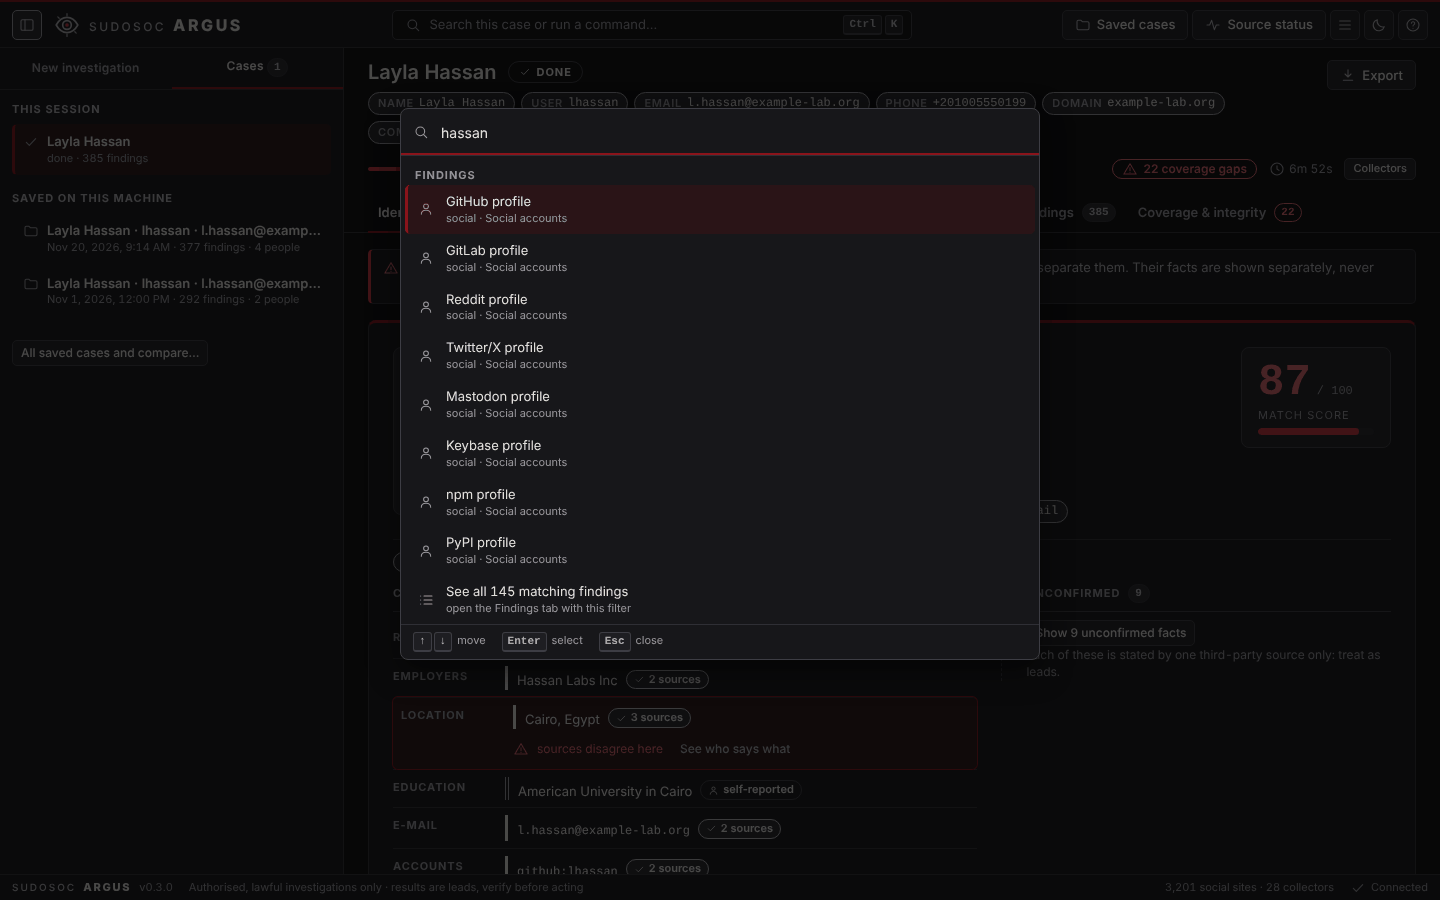 SUDOSOC ARGUS
Search this case or run a command...
Ctrl K
Saved cases
Source status
New investigation
Cases 1
THIS SESSION
Layla Hassan
done · 385 findings
SAVED ON THIS MACHINE
Layla Hassan · lhassan · l.hassan@examp...
Nov 20, 2026, 9:14 AM · 377 findings · 4 people
Layla Hassan · lhassan · l.hassan@examp...
Nov 1, 2026, 12:00 PM · 292 findings · 2 people
All saved cases and compare...
Layla Hassan DONE
Export
NAME Layla Hassan USER lhassan EMAIL l.hassan@example-lab.org PHONE +201005550199 DOMAIN example-lab.org
22 coverage gaps 6m 52s Collectors
385 Coverage & integrity 22
separate them. Their facts are shown separately, never
hassan
FINDINGS
GitHub profile
social · Social accounts
GitLab profile
social · Social accounts
Reddit profile
social · Social accounts
Twitter/X profile
social · Social accounts
Mastodon profile
social · Social accounts
Keybase profile
social · Social accounts
npm profile
social · Social accounts
PyPI profile
social · Social accounts
See all 145 matching findings
open the Findings tab with this filter
↑ ↓ move Enter select Esc close
87 / 100
MATCH SCORE
9
Show 9 unconfirmed facts
of these is stated by one third-party source only: treat as
leads.
EMPLOYERS Hassan Labs Inc 2 sources
LOCATION Cairo, Egypt 3 sources
sources disagree here See who says what
EDUCATION American University in Cairo self-reported
E-MAIL l.hassan@example-lab.org 2 sources
ACCOUNTS github:lhassan 2 sources
SUDOSOC ARGUS v0.3.0 Authorised, lawful investigations only · results are leads, verify before acting
3,201 social sites · 28 collectors Connected